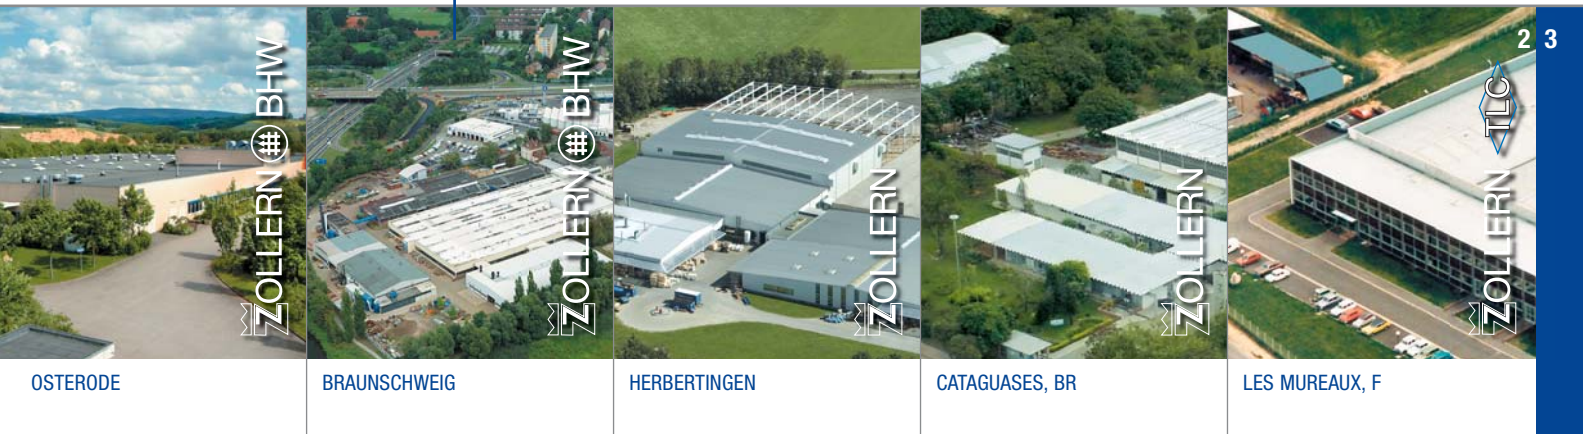 ZOLLERN BHW
ZOLLERN BHW
ZOLLERN
ZOLLERN
ZOLLERN TLC
2 3
OSTERODE
BRAUNSCHWEIG
HERBERTINGEN
CATAGUASES, BR
LES MUREAUX, F